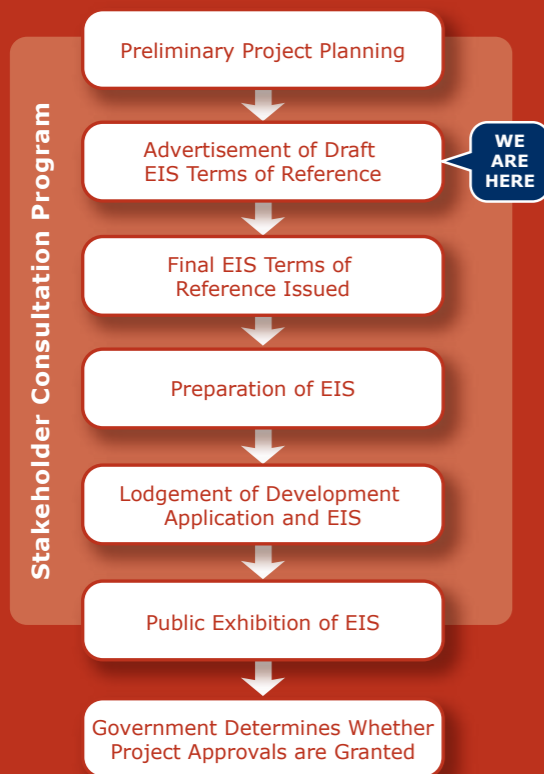 Preliminary Project Planning
Advertisement of Draft
EIS Terms of Reference
WE
ARE
HERE
Final EIS Terms of
Reference Issued
Preparation of EIS
Lodgement of Development
Application and EIS
Public Exhibition of EIS
Government Determines Whether
Project Approvals are Granted
Stakeholder Consultation Program